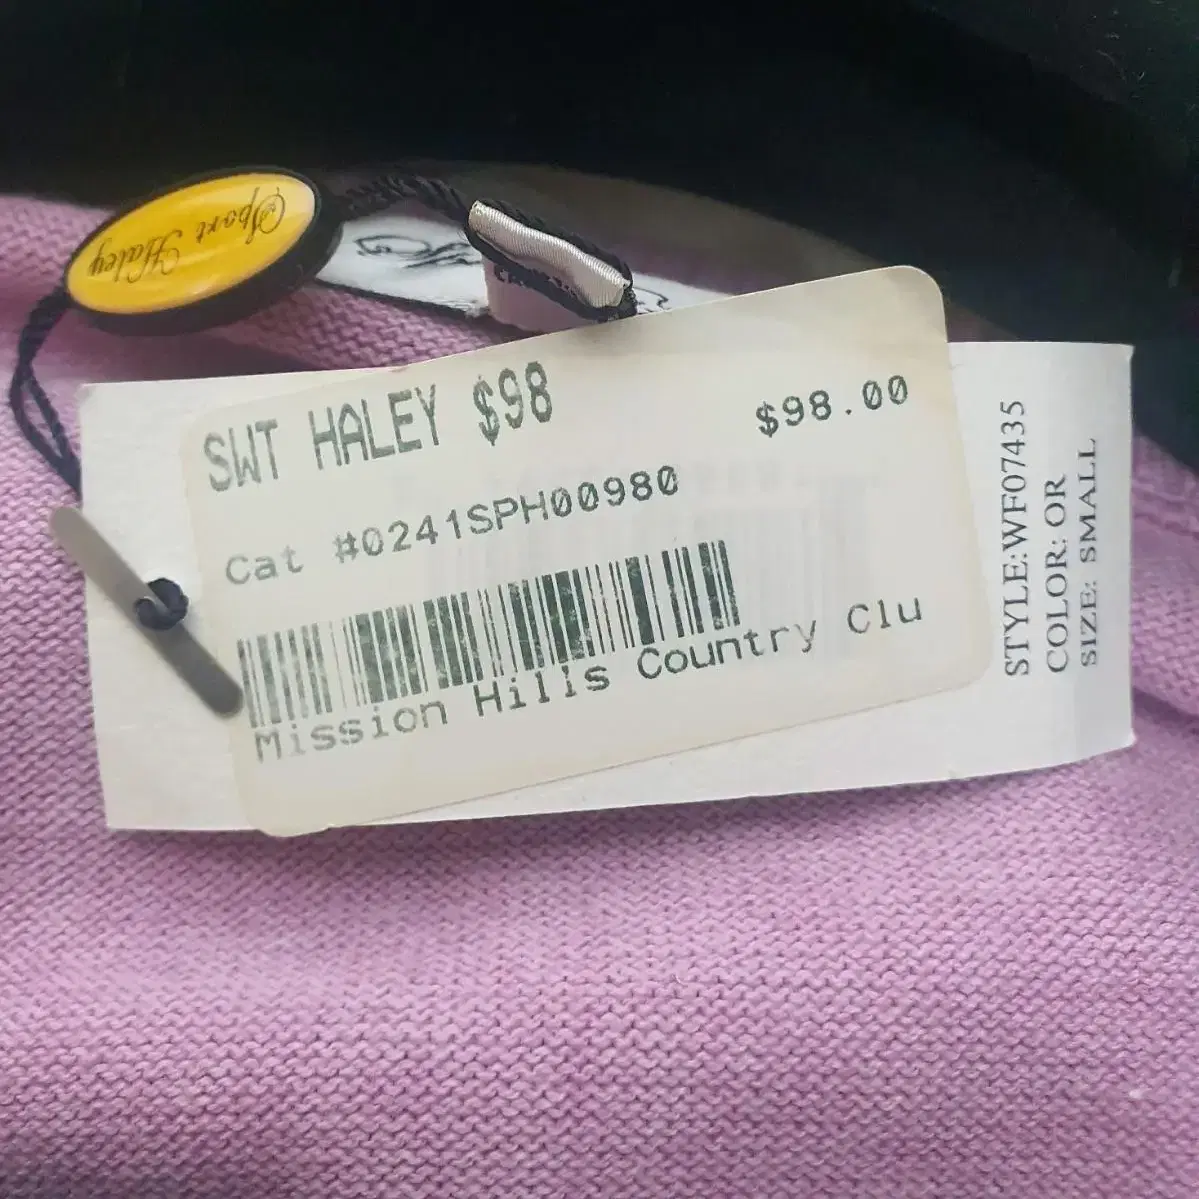 Sport Haley
SWT HALEY $98
$98.00
Cat #0241SPH00980
Mission Hills Country Clu
STYLE:WF07435
COLOR: OR
SIZE: SMALL